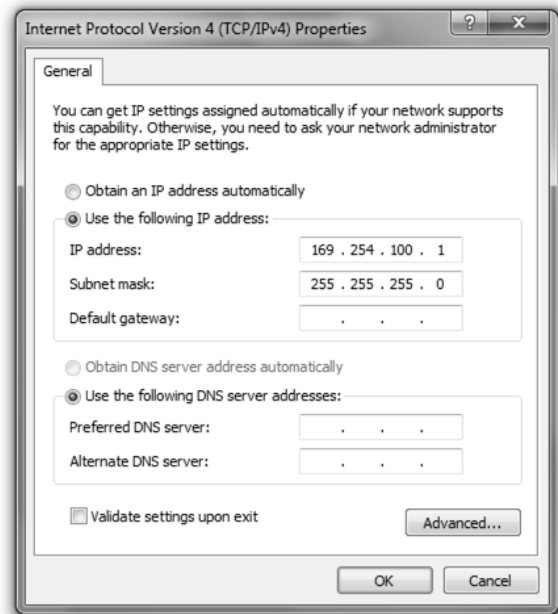 Internet Protocol Version 4 (TCP/IPv4) Properties
General
You can get IP settings assigned automatically if your network supports
this capability. Otherwise, you need to ask your network administrator
for the appropriate IP settings.
Obtain an IP address automatically
Use the following IP address:
IP address: 169 . 254 . 100 . 1
Subnet mask: 255 . 255 . 255 . 0
Default gateway: . . .
Obtain DNS server address automatically
Use the following DNS server addresses:
Preferred DNS server: . . .
Alternate DNS server: . . .
Validate settings upon exit
Advanced...
OK Cancel